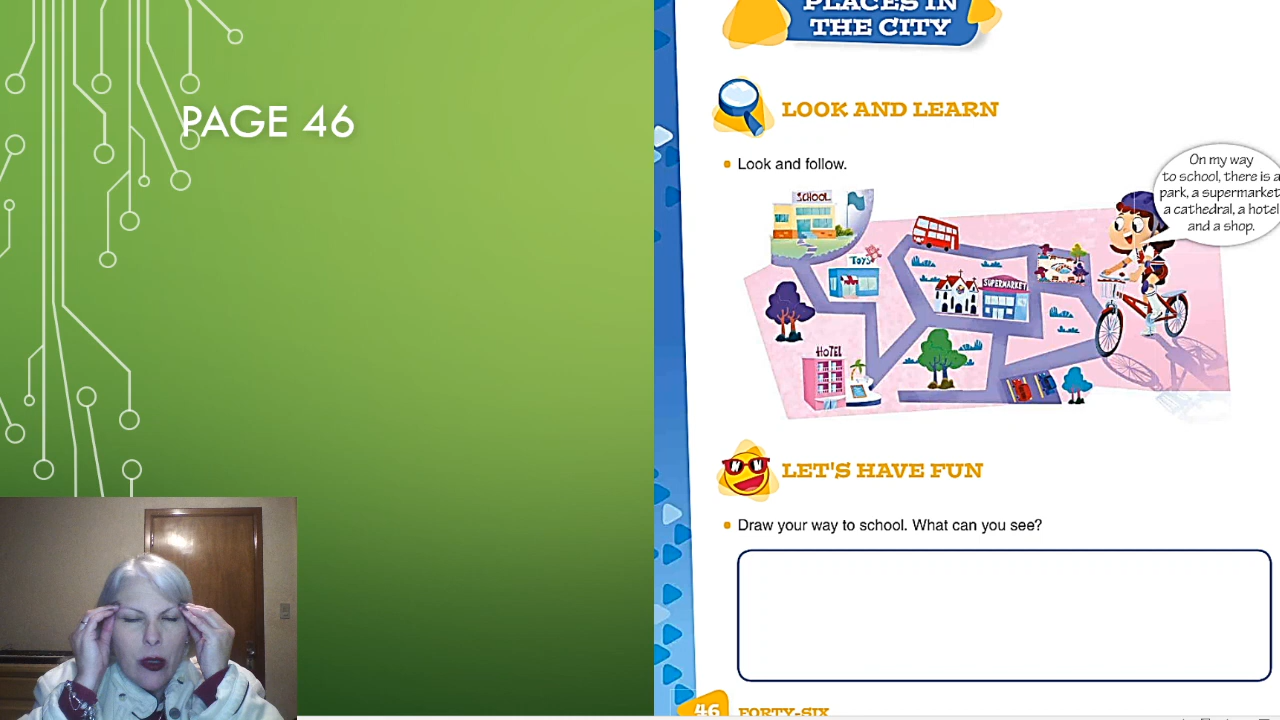 PAGE 46
PLACES IN
THE CITY
LOOK AND LEARN
Look and follow.
On my way
to school, there is a
park, a supermarket,
a cathedral, a hotel
and a shop.
SCHOOL
TOYS
SUPERMARKET
HOTEL
LET'S HAVE FUN
Draw your way to school. What can you see?
46 FORTY-SIX